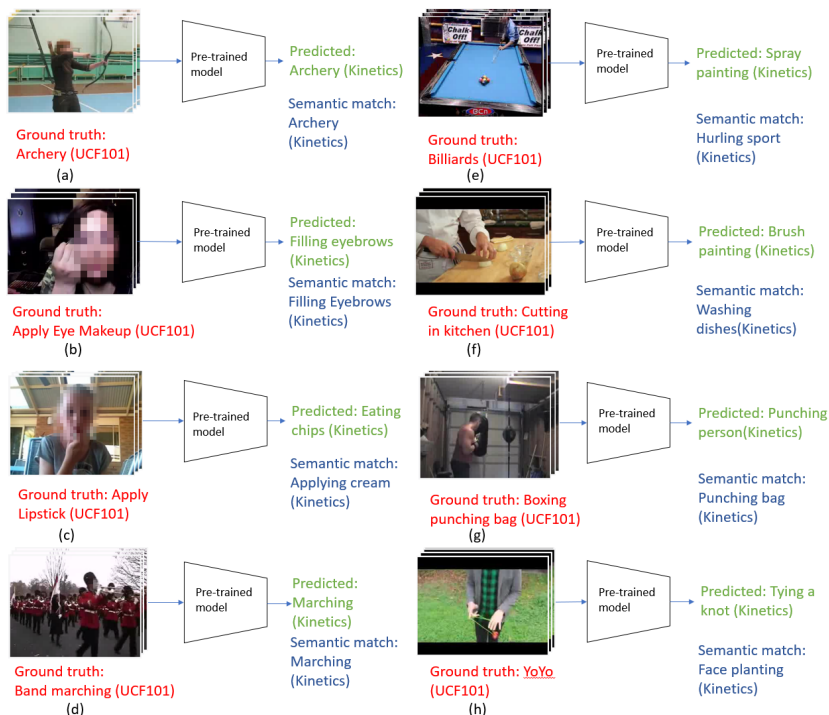 Pre-trained
model
Predicted:
Archery (Kinetics)
Semantic match:
Archery
(Kinetics)
Ground truth:
Archery (UCF101)
(a)
Pre-trained
model
Predicted:
Filling eyebrows
(Kinetics)
Semantic match:
Filling Eyebrows
(Kinetics)
Ground truth:
Apply Eye Makeup (UCF101)
(b)
Pre-trained
model
Predicted: Eating
chips (Kinetics)
Semantic match:
Applying cream
(Kinetics)
Ground truth: Apply
Lipstick (UCF101)
(c)
Pre-trained
model
Predicted:
Marching
(Kinetics)
Semantic match:
Marching
(Kinetics)
Ground truth:
Band marching (UCF101)
(d)
Chalk-
Off!
Chalk-
Off!
BCA
Pre-trained
model
Predicted: Spray
painting (Kinetics)
Semantic match:
Hurling sport
(Kinetics)
Ground truth:
Billiards (UCF101)
(e)
Pre-trained
model
Predicted: Brush
painting (Kinetics)
Semantic match:
Washing
dishes(Kinetics)
Ground truth: Cutting
in kitchen (UCF101)
(f)
Pre-trained
model
Predicted: Punching
person(Kinetics)
Semantic match:
Punching bag
(Kinetics)
Ground truth: Boxing
punching bag (UCF101)
(g)
Pre-trained
model
Predicted: Tying a
knot (Kinetics)
Semantic match:
Face planting
(Kinetics)
Ground truth: YoYo
(UCF101)
(h)